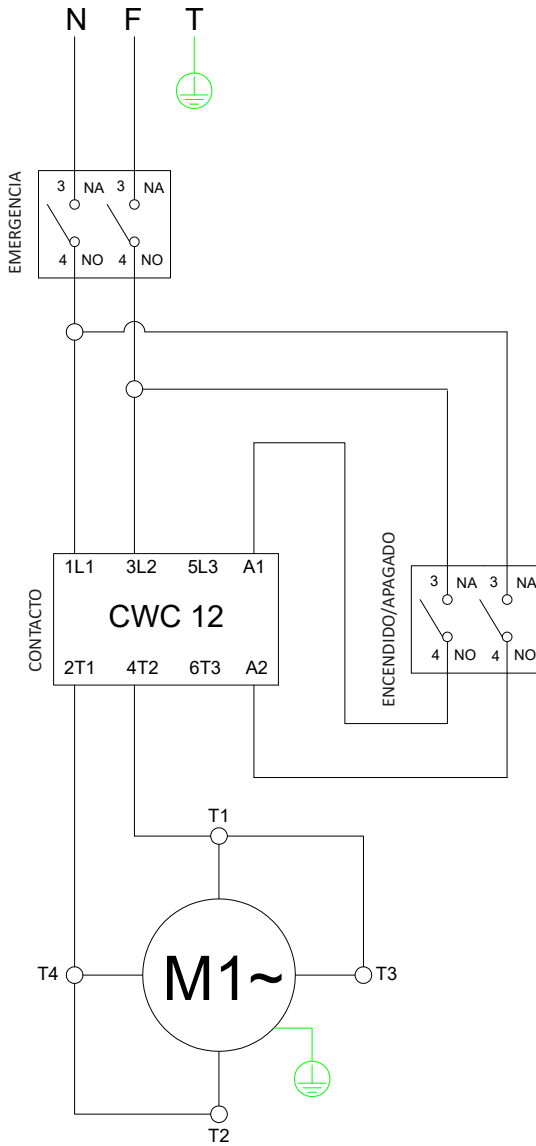 N F T
EMERGENCIA
3 NA 3 NA
4 NO 4 NO
1L1 3L2 5L3 A1
CONTACTO
CWC 12
2T1 4T2 6T3 A2
ENCENDIDO/APAGADO
3 NA 3 NA
4 NO 4 NO
T1
T4
M1~
T3
T2